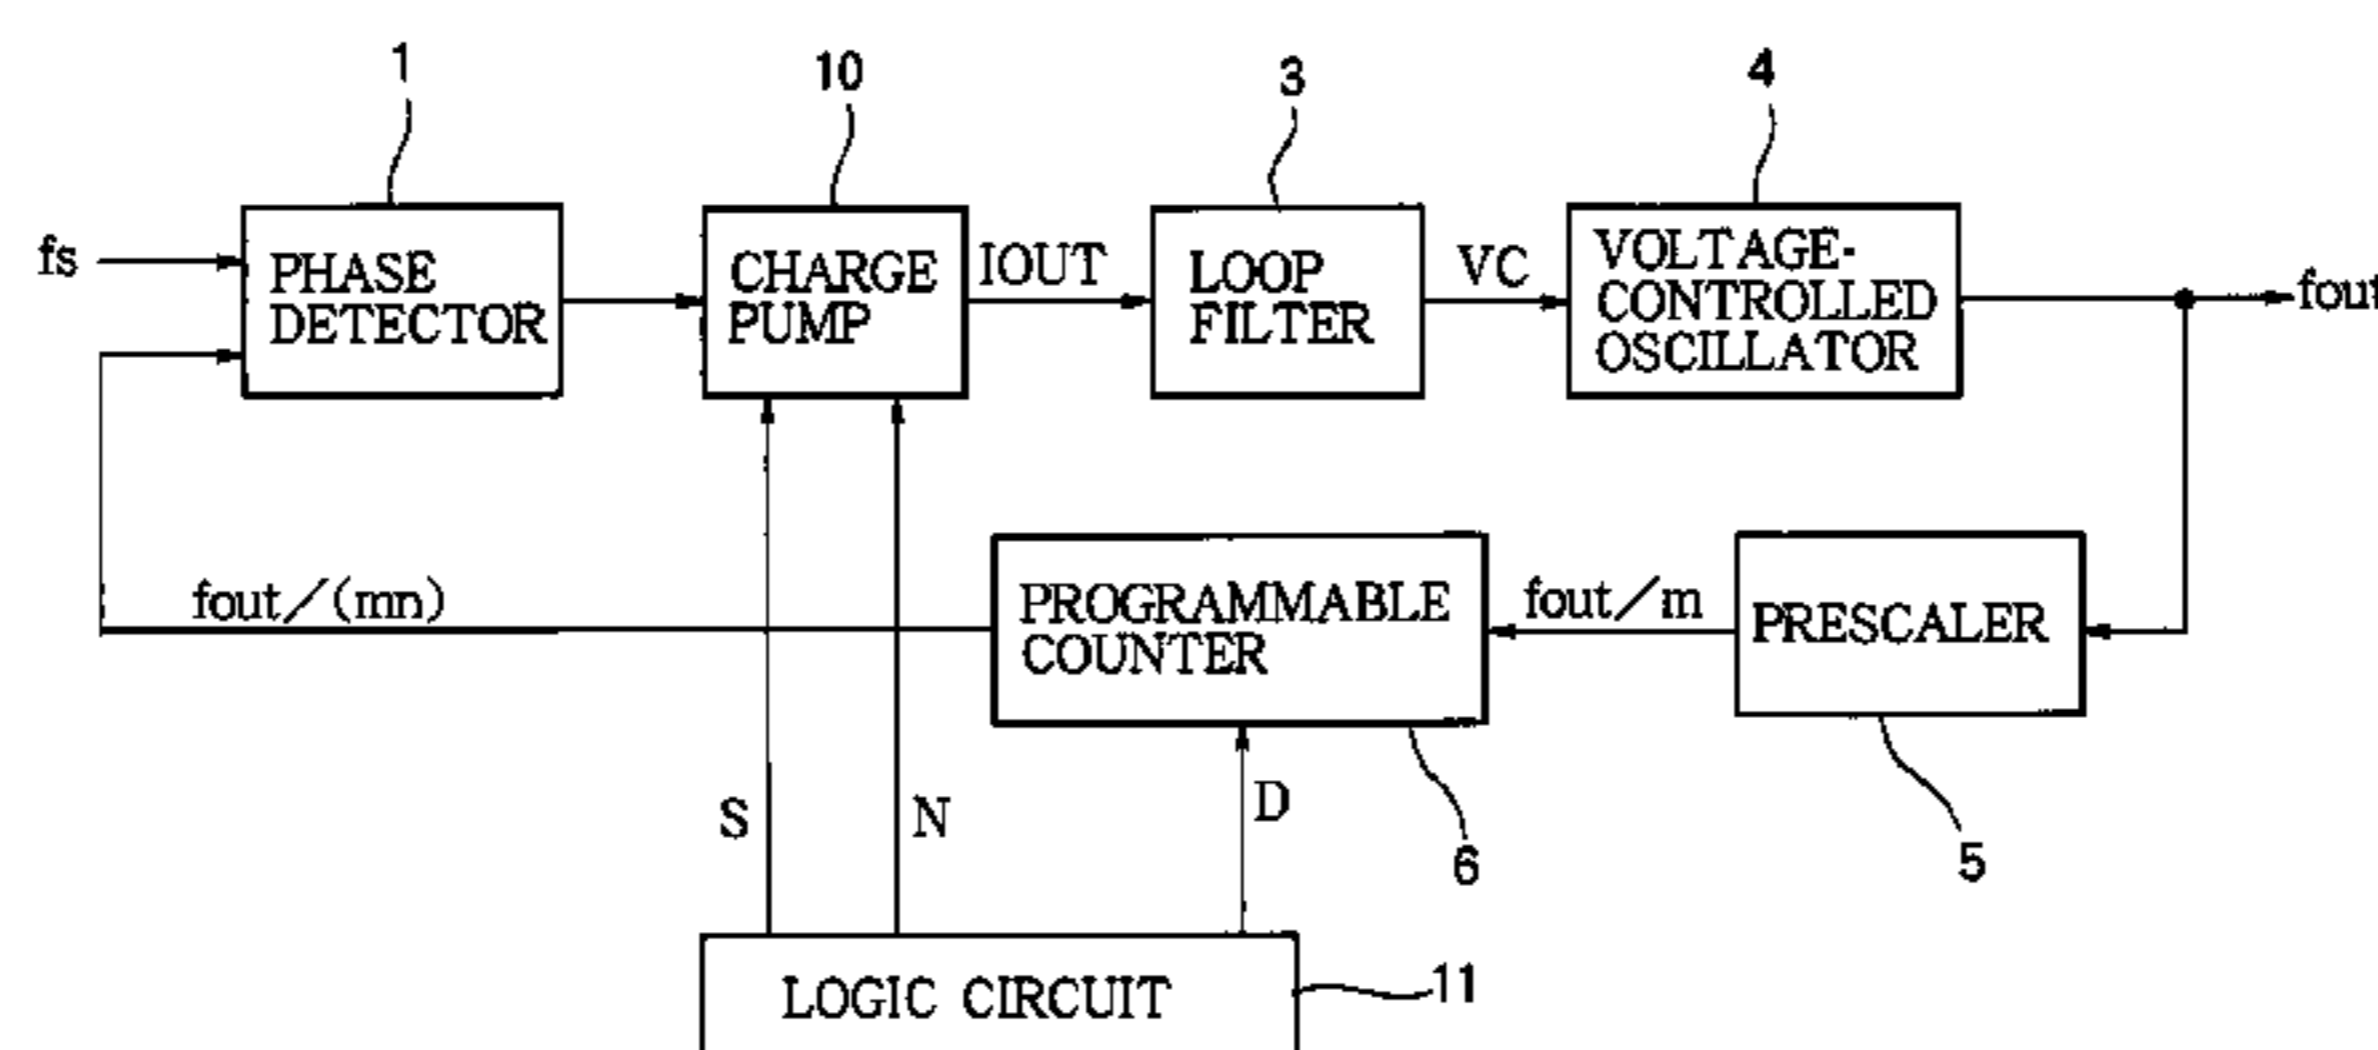 1
10
3
4
fs
PHASE
DETECTOR
CHARGE
PUMP
IOUT
LOOP
FILTER
VC
VOLTAGE-
CONTROLLED
OSCILLATOR
fout
fout/(mn)
PROGRAMMABLE
COUNTER
fout/m
PRESCALER
S
N
D
6
5
LOGIC CIRCUIT
11